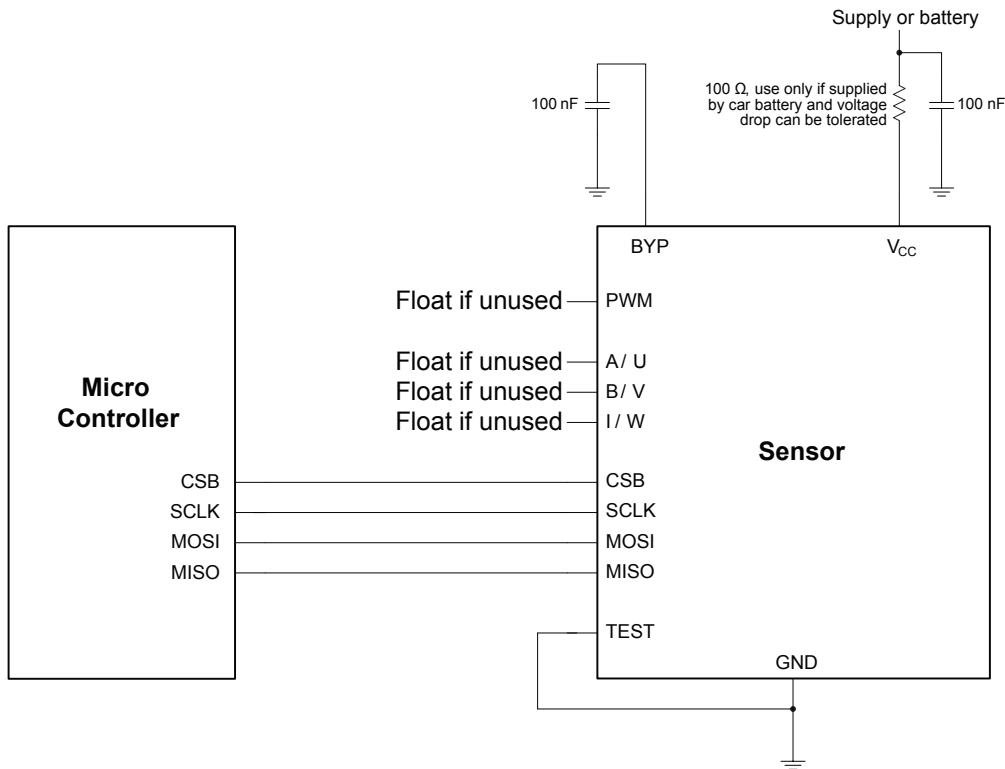 Supply or battery
100 nF
100 Ω, use only if supplied
by car battery and voltage
drop can be tolerated
100 nF
BYP
V_CC
Float if unused
PWM
Float if unused
A / U
Float if unused
B / V
Float if unused
I / W
Micro
Controller
Sensor
CSB
CSB
SCLK
SCLK
MOSI
MOSI
MISO
MISO
TEST
GND